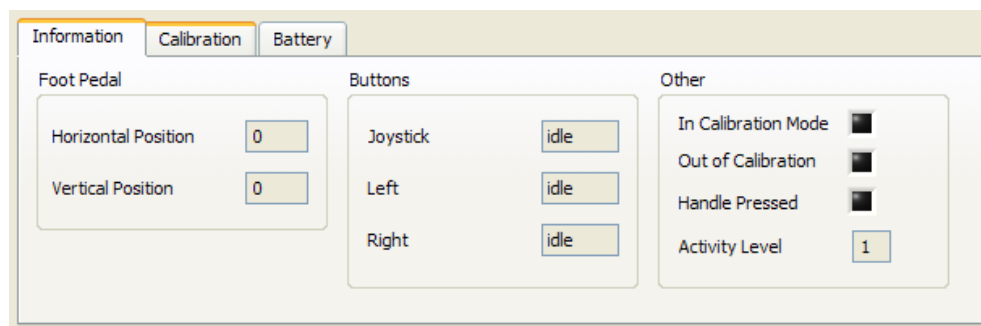 Information Calibration Battery
Foot Pedal
Horizontal Position 0
Vertical Position 0
Buttons
Joystick idle
Left idle
Right idle
Other
In Calibration Mode
Out of Calibration
Handle Pressed
Activity Level 1